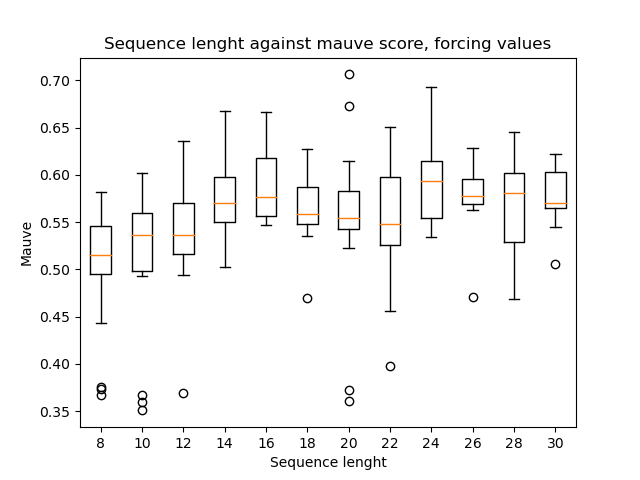 Sequence lenght against mauve score, forcing values
0.70
0.65
0.60
0.55
0.50
0.45
0.40
0.35
Mauve
8 10 12 14 16 18 20 22 24 26 28 30
Sequence lenght